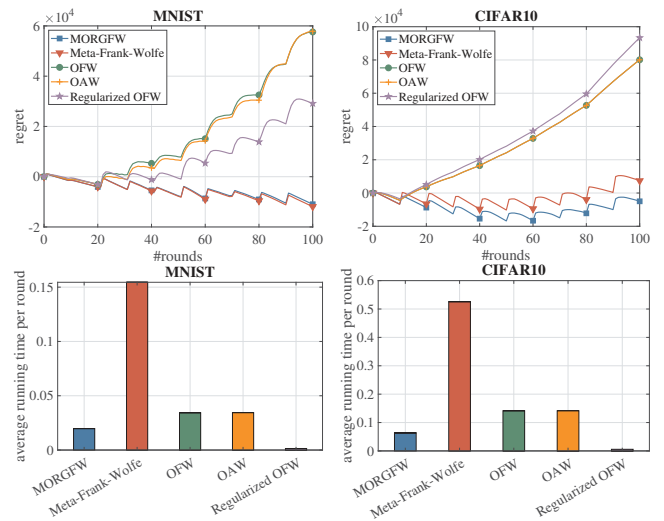 ×10⁴
MNIST
6
4
2
0
-2
regret
MORGFW
Meta-Frank-Wolfe
OFW
OAW
Regularized OFW
0
20
40
60
80
100
#rounds
×10⁴
CIFAR10
10
8
6
4
2
0
-2
regret
MORGFW
Meta-Frank-Wolfe
OFW
OAW
Regularized OFW
0
20
40
60
80
100
#rounds
MNIST
0.15
0.1
0.05
0
average running time per round
MORGFW
Meta-Frank-Wolfe
OFW
OAW
Regularized OFW
CIFAR10
0.6
0.5
0.4
0.3
0.2
0.1
0
average running time per round
MORGFW
Meta-Frank-Wolfe
OFW
OAW
Regularized OFW